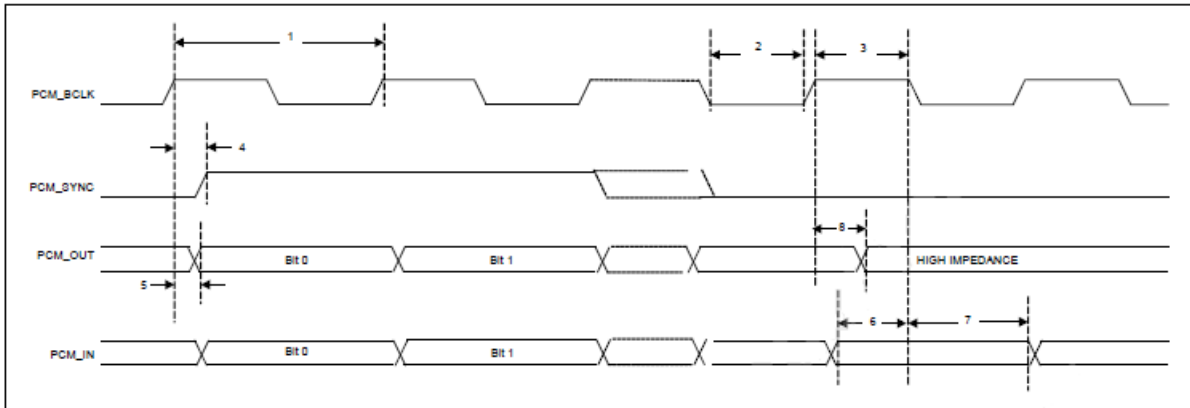 1
2
3
PCM_BCLK
4
PCM_SYNC
8
PCM_OUT
Bit 0
Bit 1
HIGH IMPEDANCE
5
6
7
PCM_IN
Bit 0
Bit 1